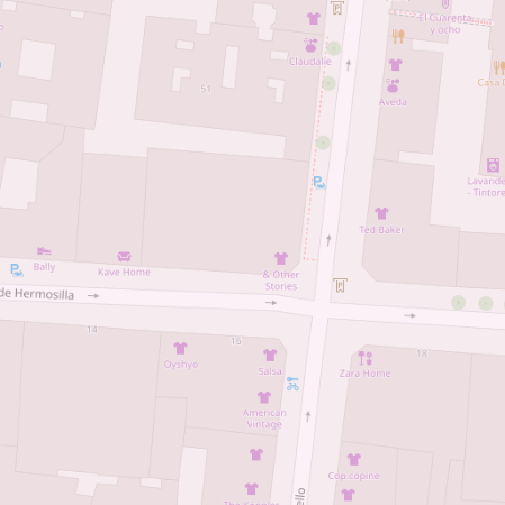 El Cuarenta
y ocho
Claudalie
51
Casa
Aveda
Lavande
- Tintore
Ted Baker
Bally
Kave Home
& Other
Stories
de Hermosilla
14
16
18
Oysho
Salsa
Zara Home
American
Vintage
Cop.copine
ello